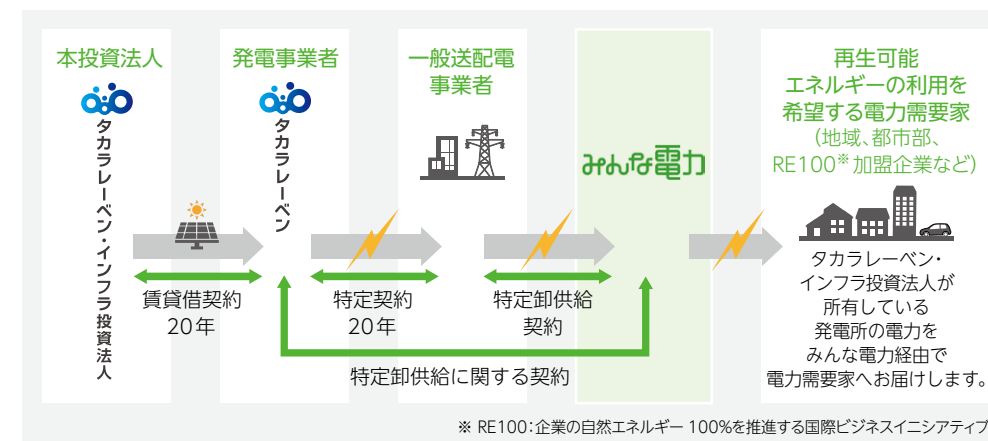 本投資法人
タカラレーベン・インフラ投資法人
発電事業者
タカラレーベン
一般送配電
事業者
みんな電力
再生可能
エネルギーの利用を
希望する電力需要家
(地域、都市部、
RE100※加盟企業など)
賃貸借契約
20年
特定契約
20年
特定卸供給
契約
特定卸供給に関する契約
タカラレーベン・
インフラ投資法人が
所有している
発電所の電力を
みんな電力経由で
電力需要家へお届けします。
※ RE100：企業の自然エネルギー 100%を推進する国際ビジネスイニシアティブ